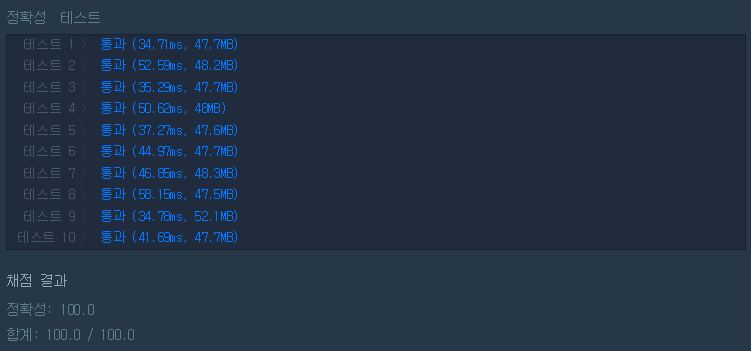 정확성 테스트
테스트 1 > 통과 (34.71ms, 47.7MB)
테스트 2 > 통과 (52.59ms, 48.2MB)
테스트 3 > 통과 (35.29ms, 47.7MB)
테스트 4 > 통과 (50.62ms, 48MB)
테스트 5 > 통과 (37.27ms, 47.6MB)
테스트 6 > 통과 (44.97ms, 47.7MB)
테스트 7 > 통과 (46.85ms, 48.3MB)
테스트 8 > 통과 (58.15ms, 47.5MB)
테스트 9 > 통과 (34.78ms, 52.1MB)
테스트 10 > 통과 (41.69ms, 47.7MB)
채점 결과
정확성: 100.0
합계: 100.0 / 100.0